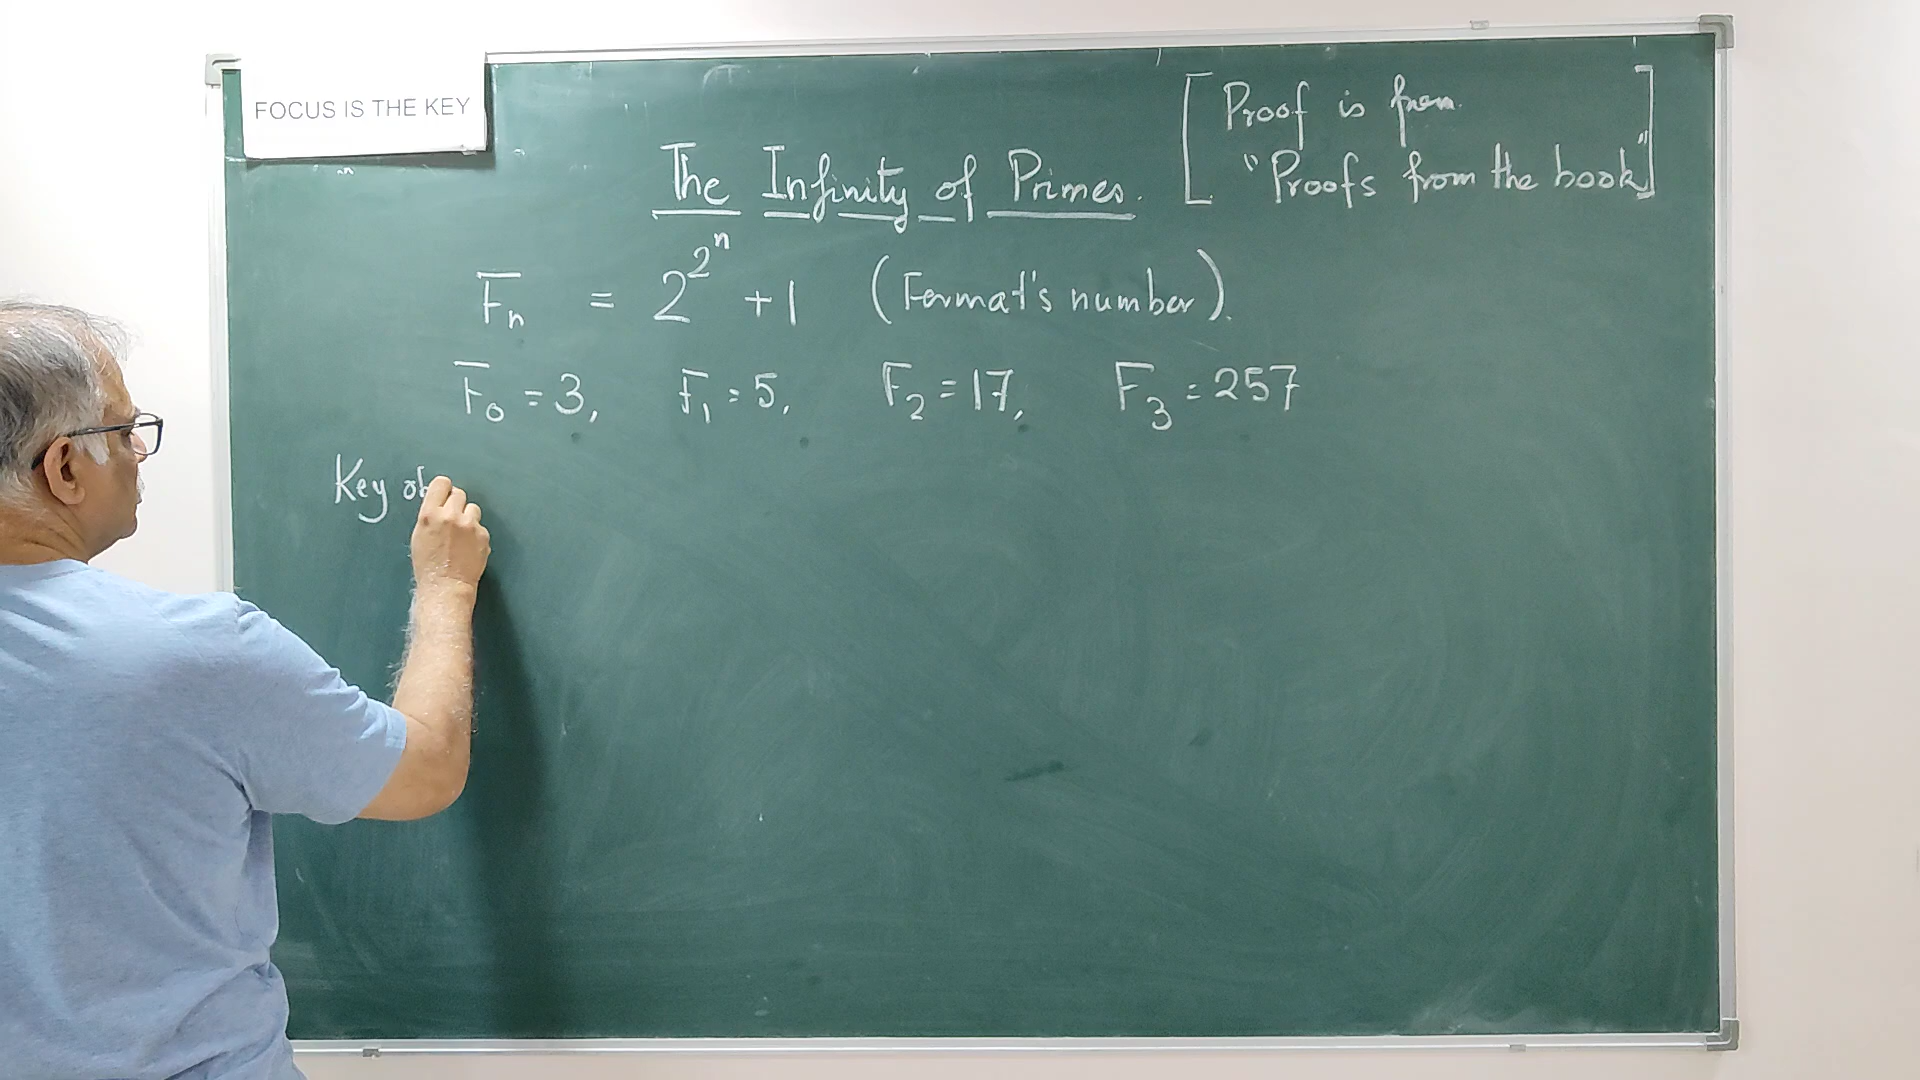 FOCUS IS THE KEY
[Proof is from
"Proofs from the book"]
The Infinity of Primes.
Fₙ = 2^2^n + 1 (Fermat's number).
F₀ = 3, F₁ = 5, F₂ = 17, F₃ = 257
Key ob